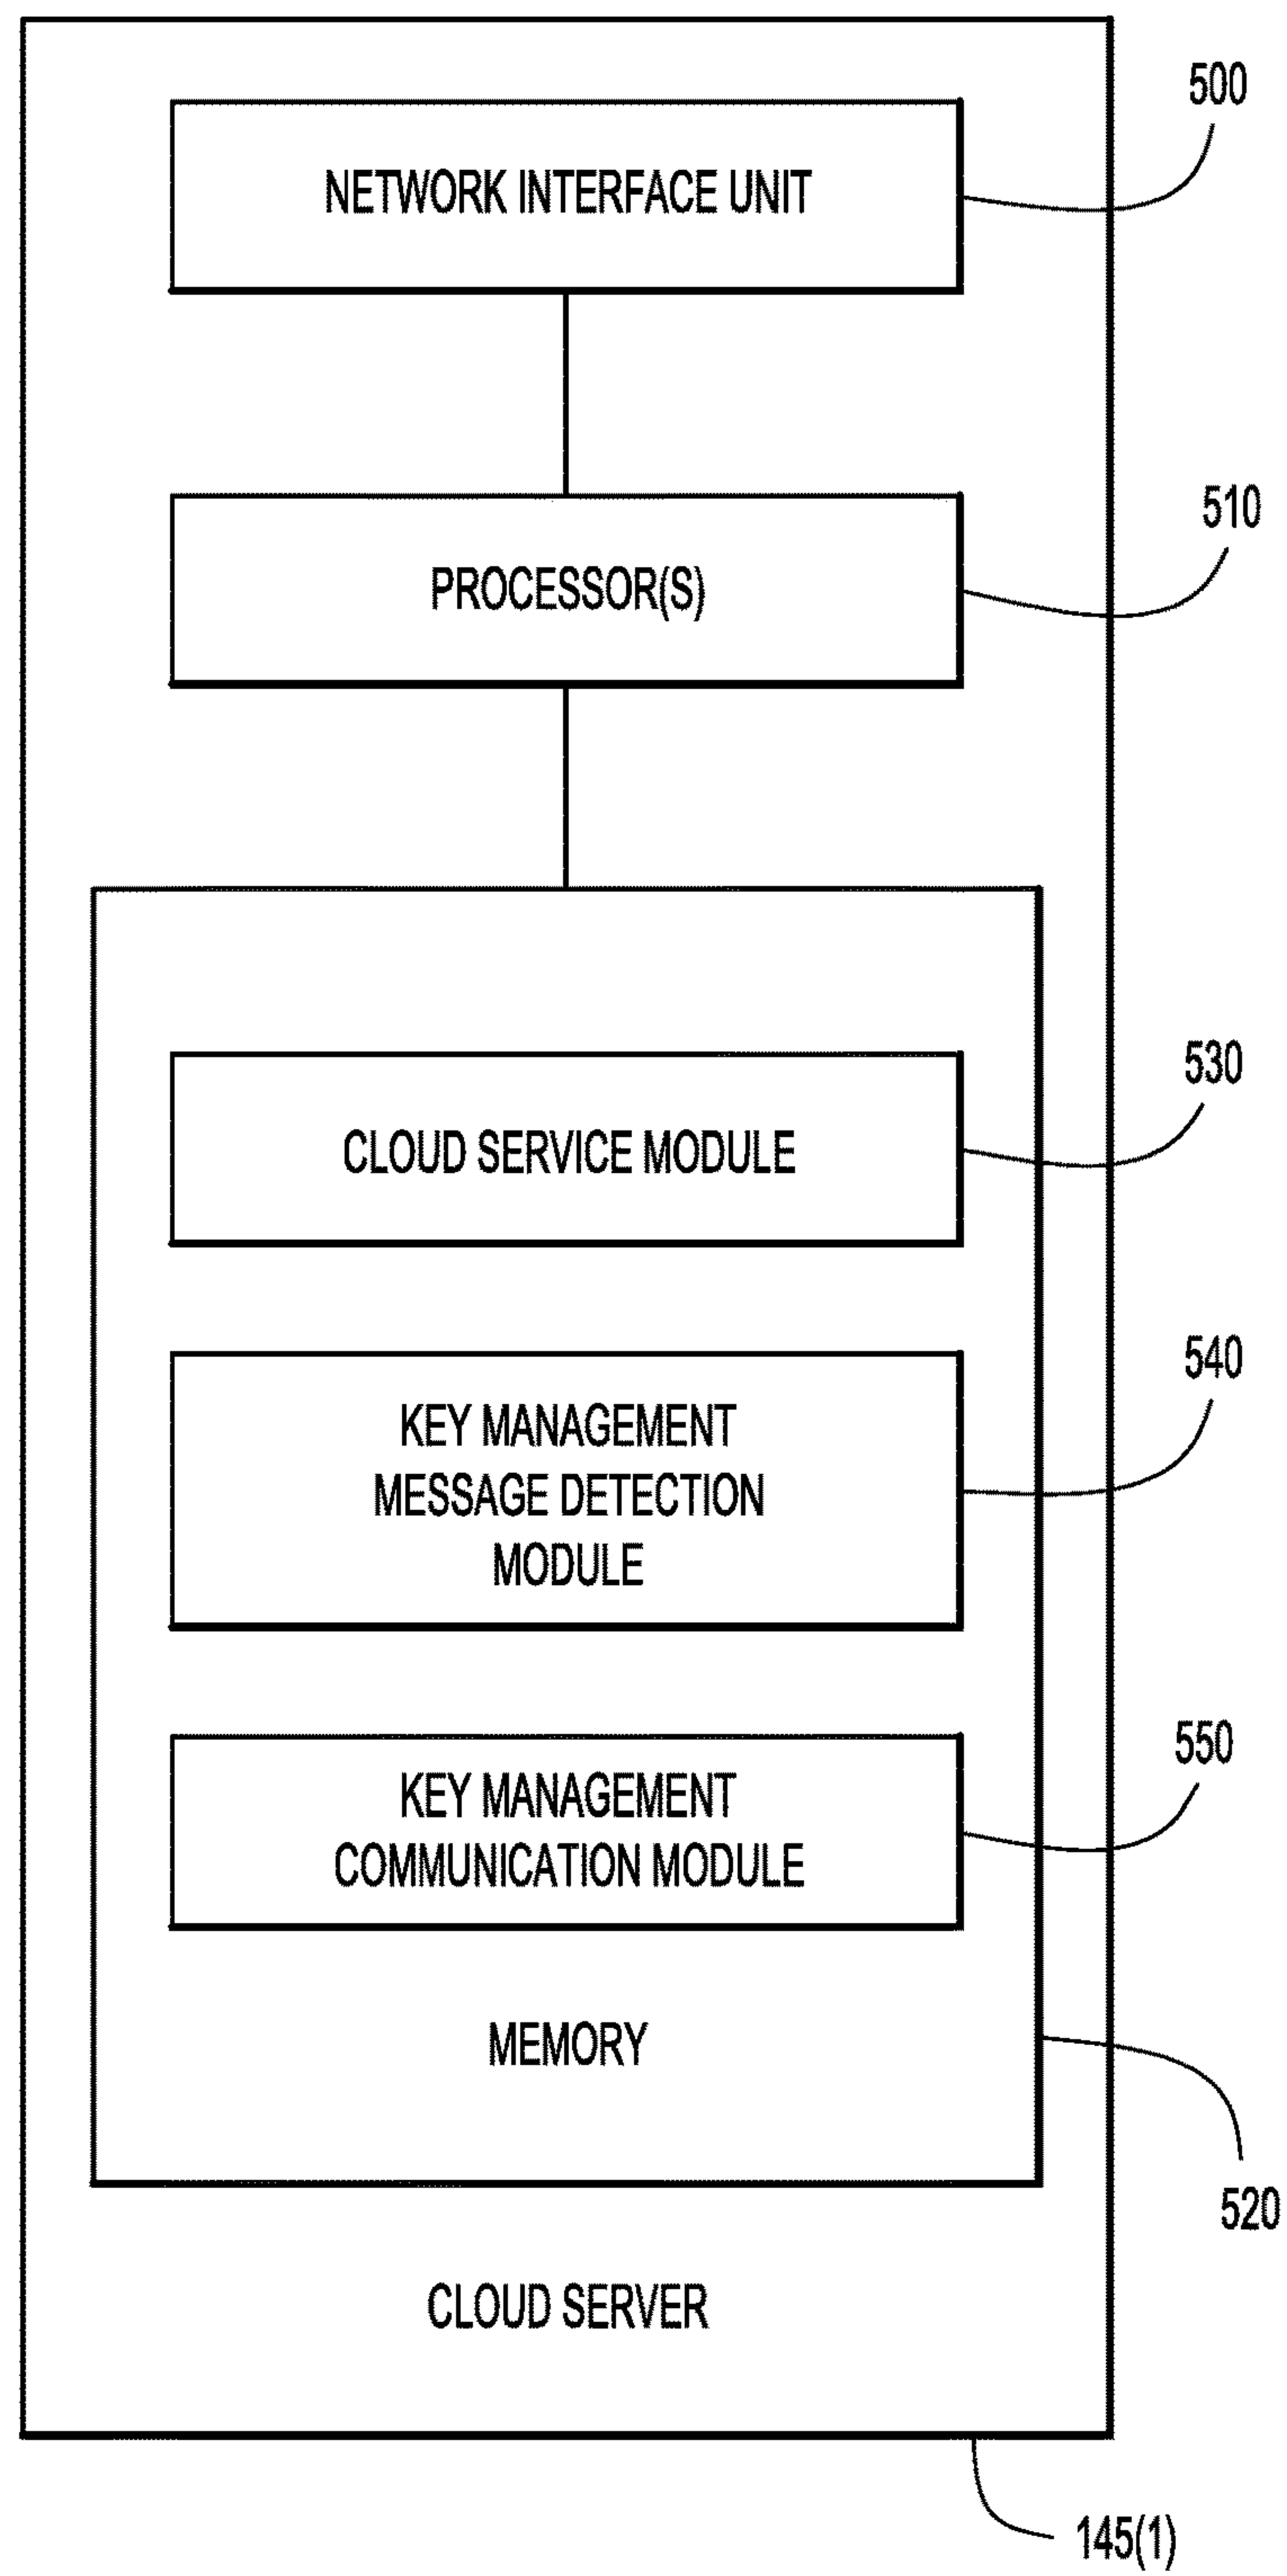 500
NETWORK INTERFACE UNIT
510
PROCESSOR(S)
530
CLOUD SERVICE MODULE
540
KEY MANAGEMENT
MESSAGE DETECTION
MODULE
550
KEY MANAGEMENT
COMMUNICATION MODULE
MEMORY
520
CLOUD SERVER
145(1)